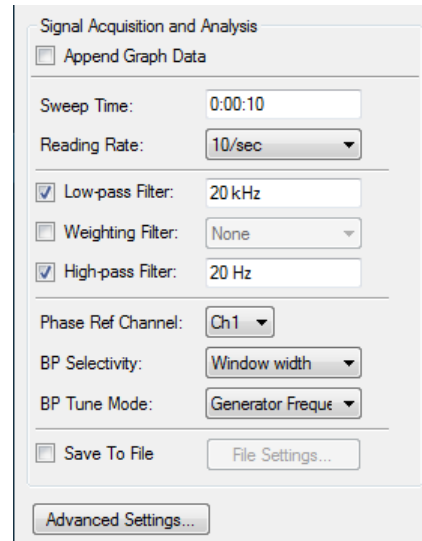 Signal Acquisition and Analysis
Append Graph Data
Sweep Time: 0:00:10
Reading Rate: 10/sec
Low-pass Filter: 20 kHz
Weighting Filter: None
High-pass Filter: 20 Hz
Phase Ref Channel: Ch1
BP Selectivity: Window width
BP Tune Mode: Generator Freque
Save To File File Settings...
Advanced Settings...